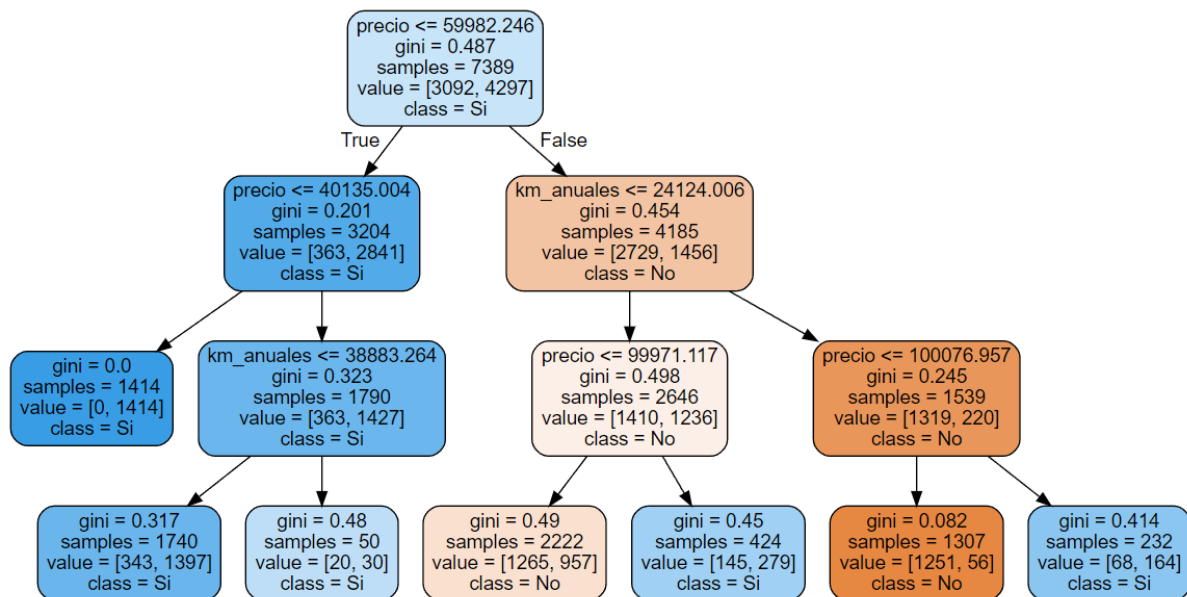 precio <= 59982.246
gini = 0.487
samples = 7389
value = [3092, 4297]
class = Si
True
False
precio <= 40135.004
gini = 0.201
samples = 3204
value = [363, 2841]
class = Si
km_anuales <= 24124.006
gini = 0.454
samples = 4185
value = [2729, 1456]
class = No
gini = 0.0
samples = 1414
value = [0, 1414]
class = Si
km_anuales <= 38883.264
gini = 0.323
samples = 1790
value = [363, 1427]
class = Si
precio <= 99971.117
gini = 0.498
samples = 2646
value = [1410, 1236]
class = No
precio <= 100076.957
gini = 0.245
samples = 1539
value = [1319, 220]
class = No
gini = 0.317
samples = 1740
value = [343, 1397]
class = Si
gini = 0.48
samples = 50
value = [20, 30]
class = Si
gini = 0.49
samples = 2222
value = [1265, 957]
class = No
gini = 0.45
samples = 424
value = [145, 279]
class = Si
gini = 0.082
samples = 1307
value = [1251, 56]
class = No
gini = 0.414
samples = 232
value = [68, 164]
class = Si